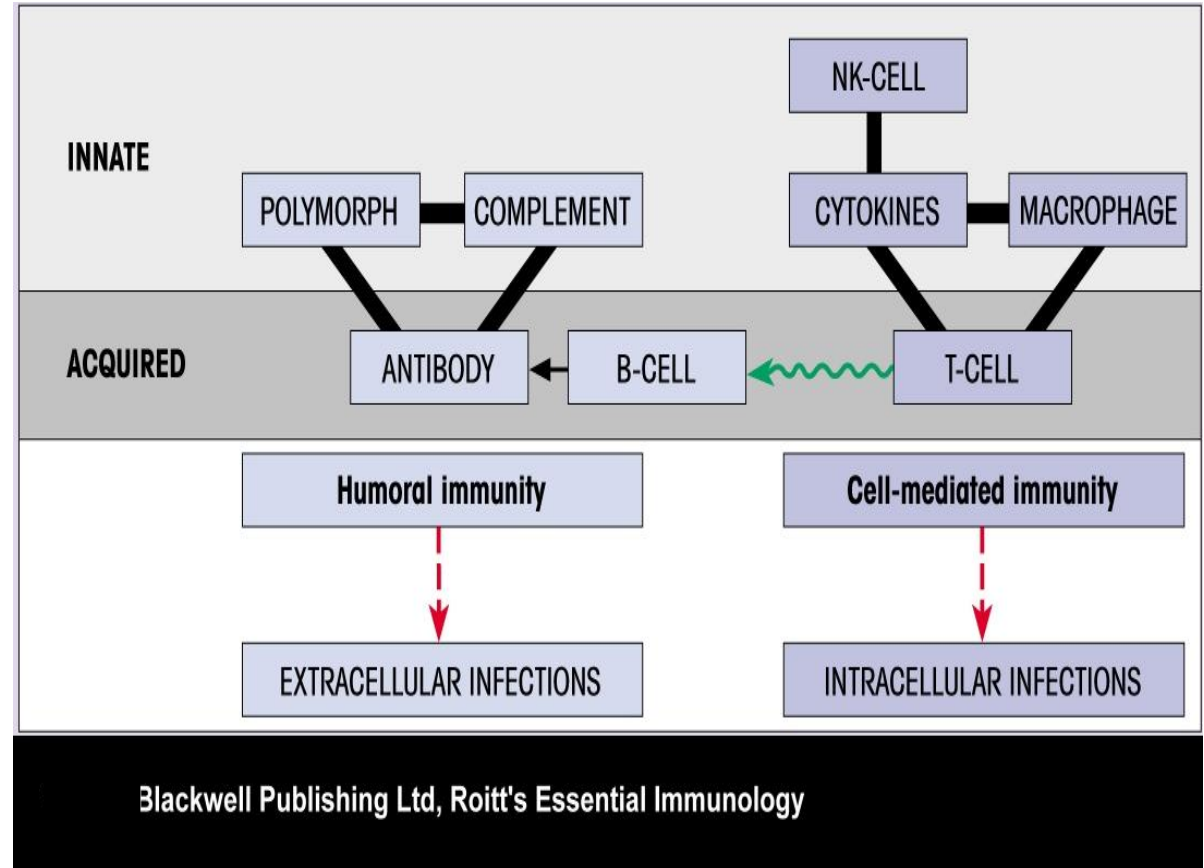 NK-CELL
INNATE
POLYMORPH
COMPLEMENT
CYTOKINES
MACROPHAGE
ACQUIRED
ANTIBODY
B-CELL
T-CELL
Humoral immunity
Cell-mediated immunity
EXTRACELLULAR INFECTIONS
INTRACELLULAR INFECTIONS
Blackwell Publishing Ltd, Roitt's Essential Immunology